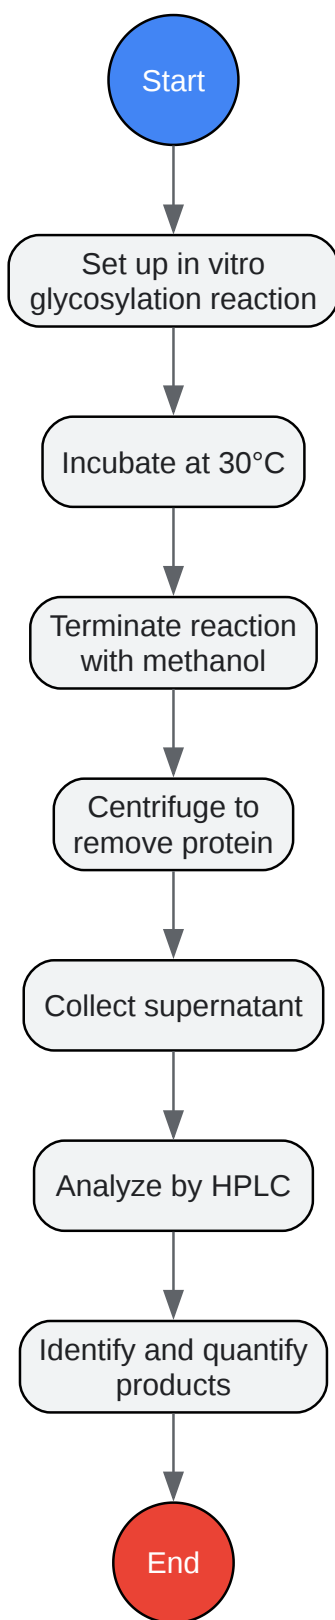 Start
Set up in vitro
glycosylation reaction
Incubate at 30°C
Terminate reaction
with methanol
Centrifuge to
remove protein
Collect supernatant
Analyze by HPLC
Identify and quantify
products
End